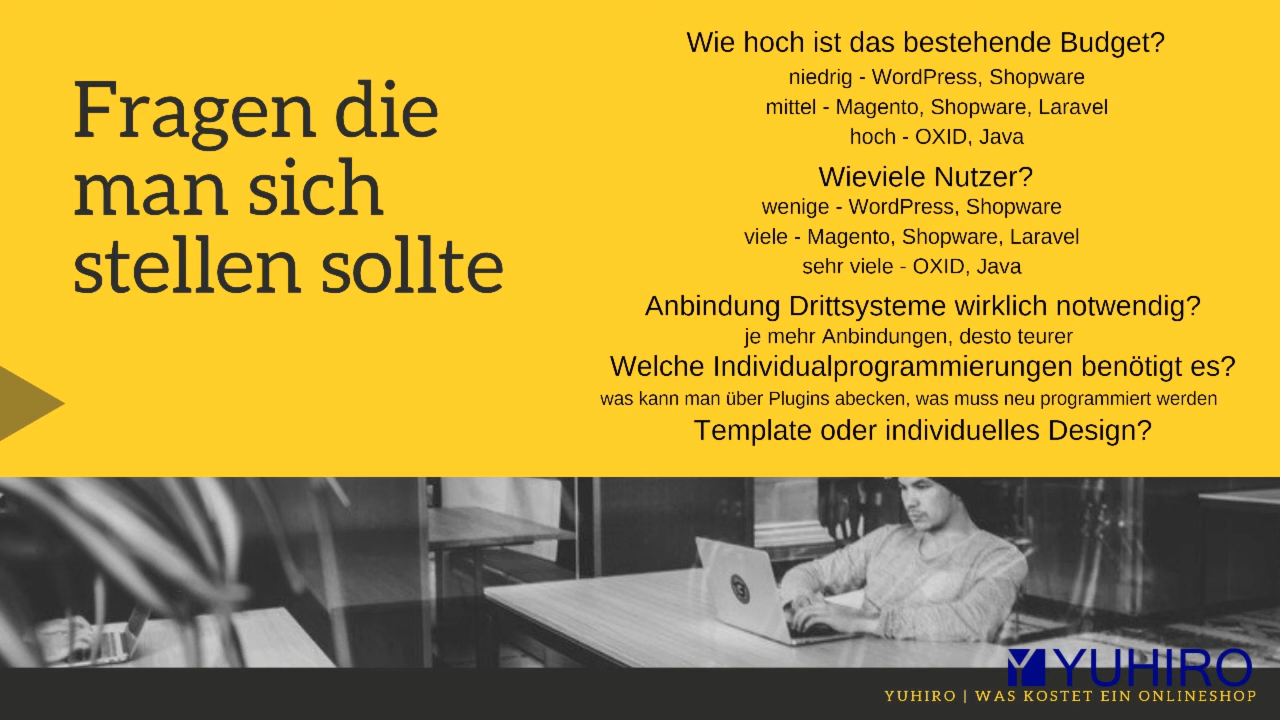 Fragen die
man sich
stellen sollte
Wie hoch ist das bestehende Budget?
niedrig - WordPress, Shopware
mittel - Magento, Shopware, Laravel
hoch - OXID, Java
Wieviele Nutzer?
wenige - WordPress, Shopware
viele - Magento, Shopware, Laravel
sehr viele - OXID, Java
Anbindung Drittsysteme wirklich notwendig?
je mehr Anbindungen, desto teurer
Welche Individualprogrammierungen benötigt es?
was kann man über Plugins abecken, was muss neu programmiert werden
Template oder individuelles Design?
YUHIRO
YUHIRO | WAS KOSTET EIN ONLINESHOP